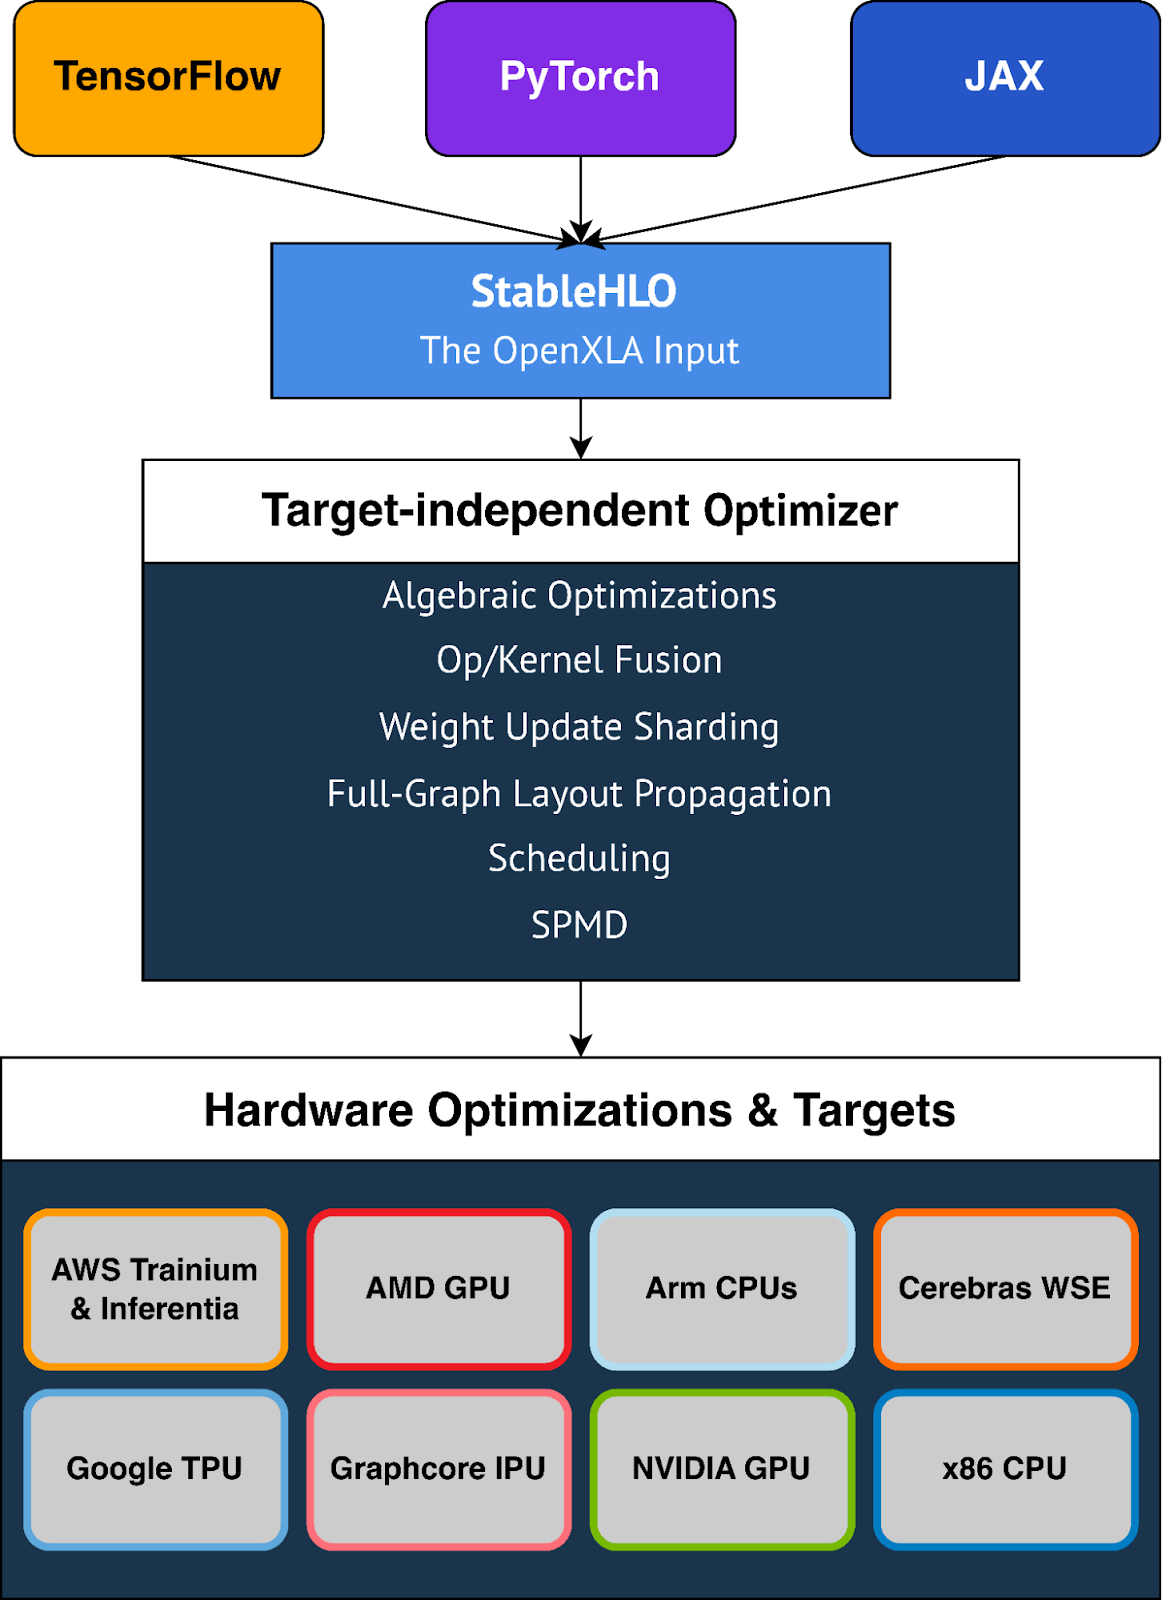 TensorFlow
PyTorch
JAX
StableHLO
The OpenXLA Input
Target-independent Optimizer
Algebraic Optimizations
Op/Kernel Fusion
Weight Update Sharding
Full-Graph Layout Propagation
Scheduling
SPMD
Hardware Optimizations & Targets
AWS Trainium
& Inferentia
AMD GPU
Arm CPUs
Cerebras WSE
Google TPU
Graphcore IPU
NVIDIA GPU
x86 CPU